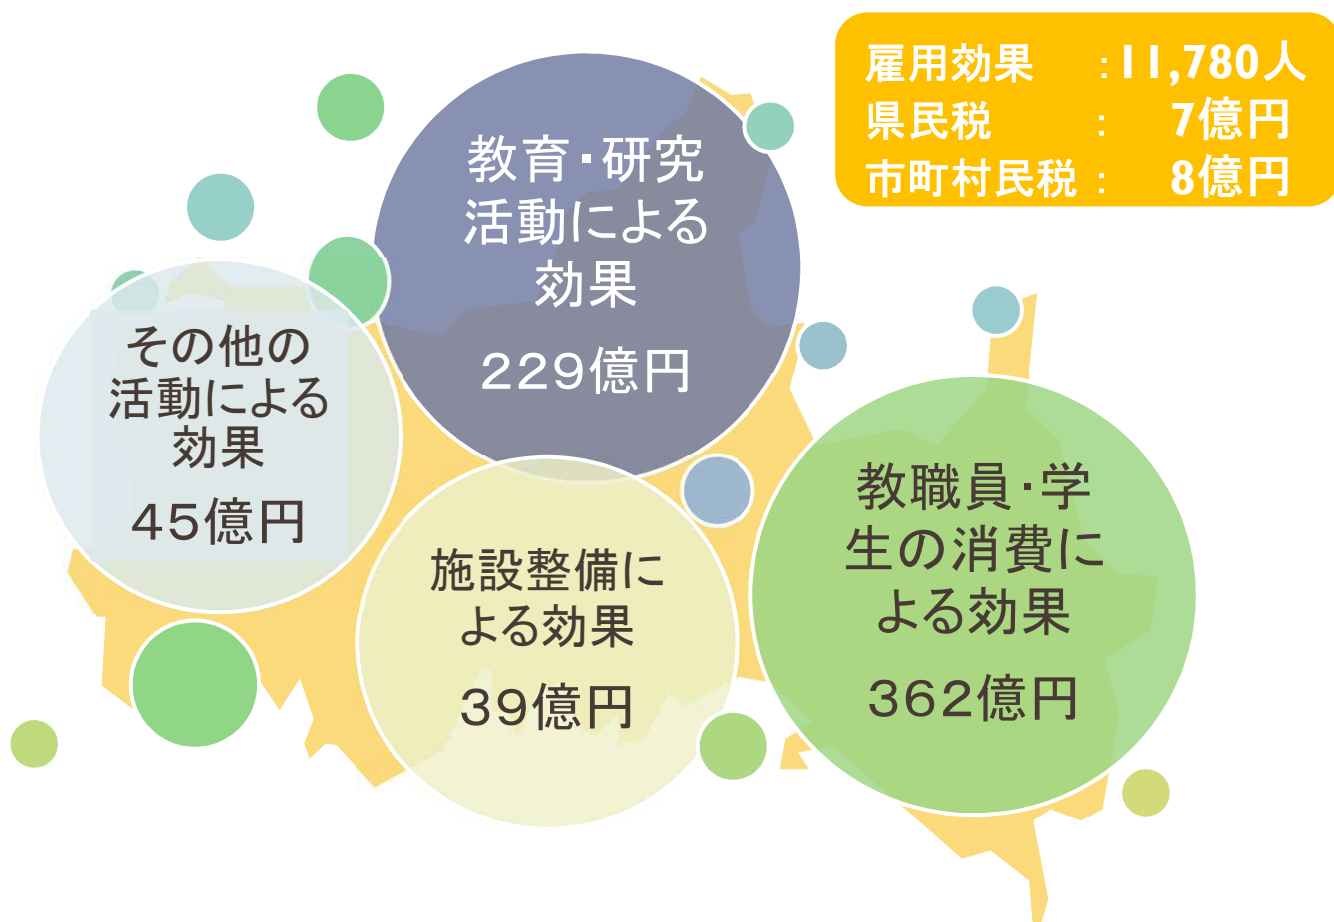 雇用効果　：11,780人
県民税　　：　7億円
市町村民税：　8億円
教育・研究
活動による
効果
229億円
その他の
活動による
効果
45億円
施設整備に
よる効果
39億円
教職員・学
生の消費に
よる効果
362億円